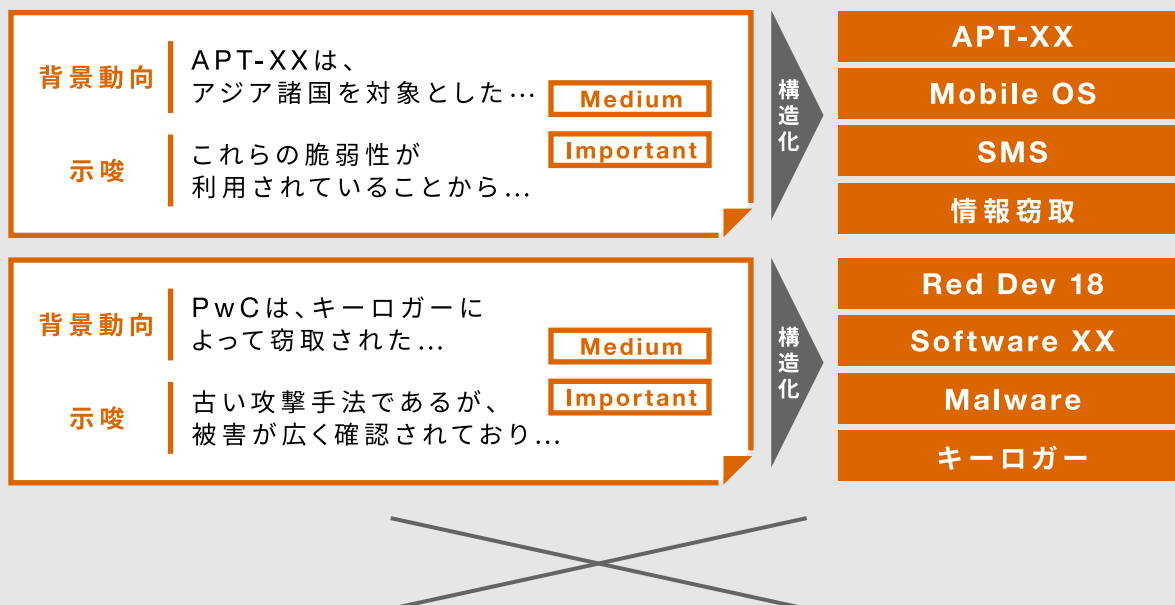 背景動向
APT-XXは、
アジア諸国を対象とした…
Medium
示唆
これらの脆弱性が
利用されていることから…
Important
構造化
APT-XX
Mobile OS
SMS
情報窃取
背景動向
PwCは、キーロガーに
よって窃取された…
Medium
示唆
古い攻撃手法であるが、
被害が広く確認されており…
Important
構造化
Red Dev 18
Software XX
Malware
キーロガー